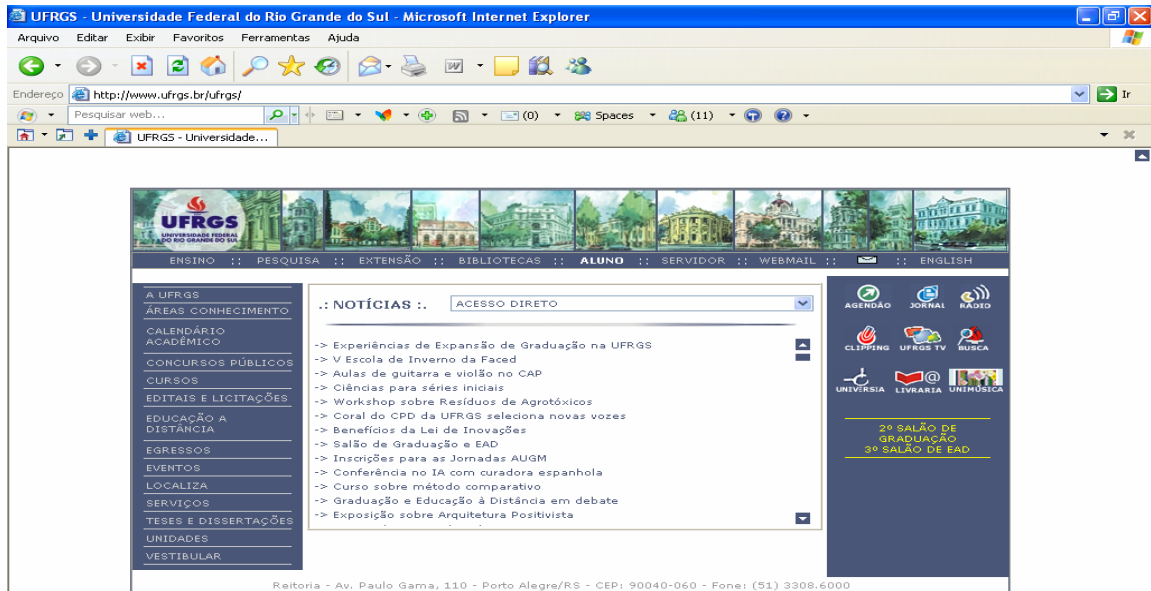 UFRGS - Universidade Federal do Rio Grande do Sul - Microsoft Internet Explorer
Arquivo Editar Exibir Favoritos Ferramentas Ajuda
Endereço http://www.ufrgs.br/ufrgs/ Ir
Pesquisar web... (0) Spaces (11)
UFRGS - Universidade...
UFRGS
UNIVERSIDADE FEDERAL
DO RIO GRANDE DO SUL
ENSINO :: PESQUISA :: EXTENSÃO :: BIBLIOTECAS :: ALUNO :: SERVIDOR :: WEBMAIL :: :: ENGLISH
A UFRGS
ÁREAS CONHECIMENTO
CALENDÁRIO
ACADÊMICO
CONCURSOS PÚBLICOS
CURSOS
EDITAIS E LICITAÇÕES
EDUCAÇÃO A
DISTÂNCIA
EGRESSOS
EVENTOS
LOCALIZA
SERVIÇOS
TESES E DISSERTAÇÕES
UNIDADES
VESTIBULAR
.: NOTÍCIAS :. ACESSO DIRETO
-> Experiências de Expansão de Graduação na UFRGS
-> V Escola de Inverno da Faced
-> Aulas de guitarra e violão no CAP
-> Ciências para séries iniciais
-> Workshop sobre Resíduos de Agrotóxicos
-> Coral do CPD da UFRGS seleciona novas vozes
-> Benefícios da Lei de Inovações
-> Salão de Graduação e EAD
-> Inscrições para as Jornadas AUGM
-> Conferência no IA com curadora espanhola
-> Curso sobre método comparativo
-> Graduação e Educação à Distância em debate
-> Exposição sobre Arquitetura Positivista
AGENDÃO JORNAL RÁDIO
CLIPPING UFRGS TV BUSCA
UNIVERSIA LIVRARIA UNIMÚSICA
2º SALÃO DE
GRADUAÇÃO
3º SALÃO DE EAD
Reitoria - Av. Paulo Gama, 110 - Porto Alegre/RS - CEP: 90040-060 - Fone: (51) 3308.6000